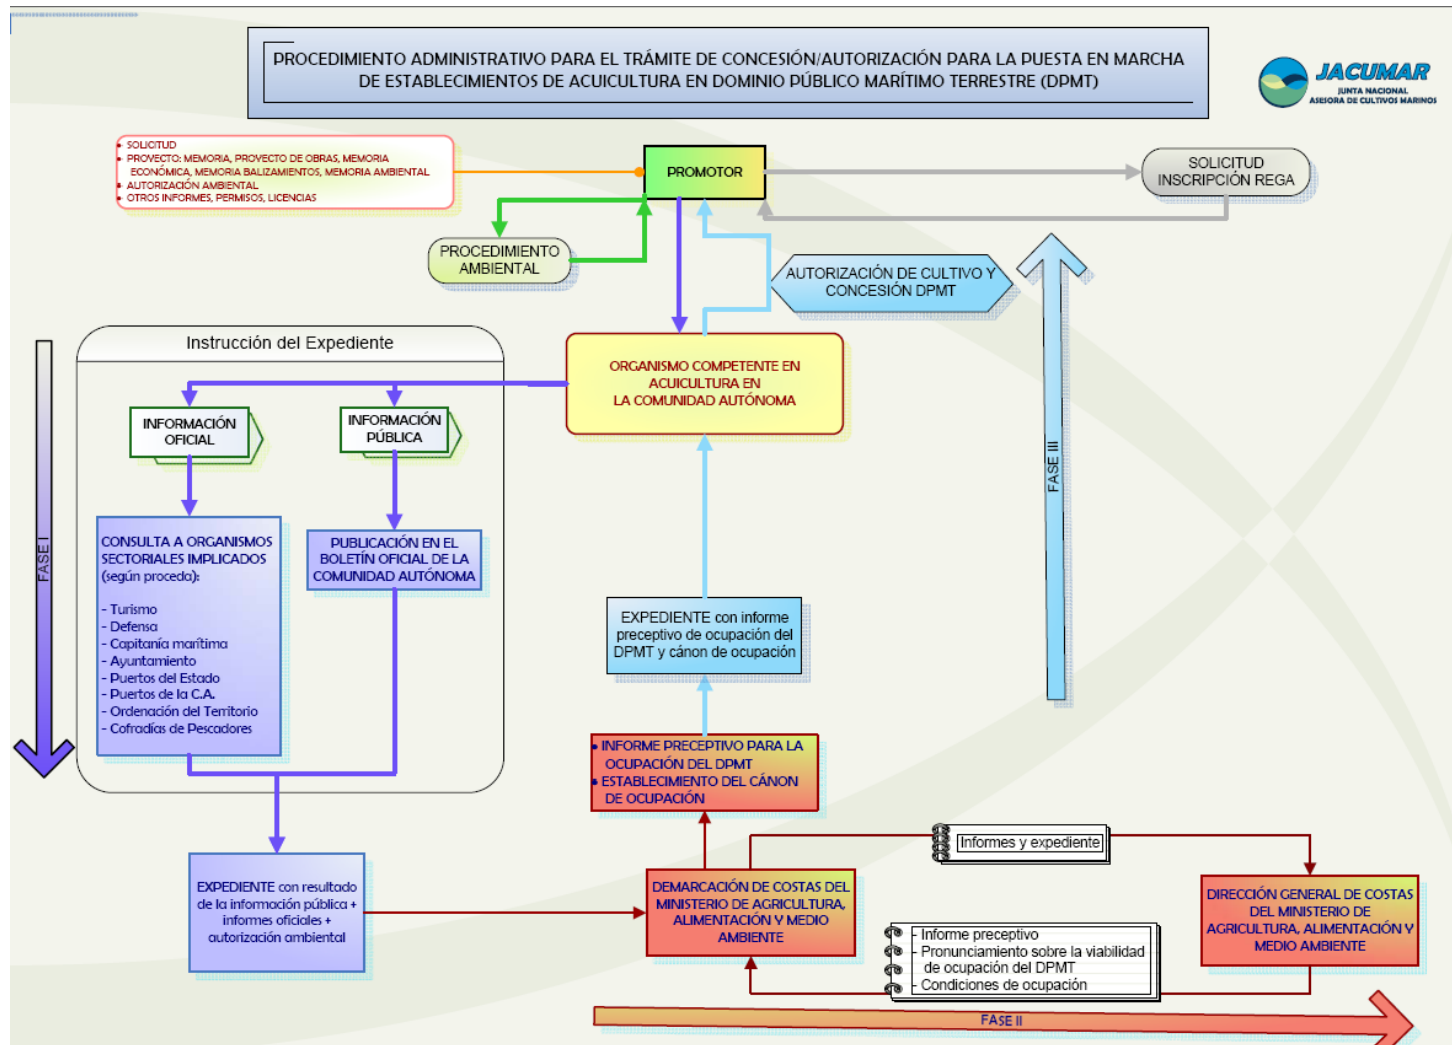 PROCEDIMIENTO ADMINISTRATIVO PARA EL TRÁMITE DE CONCESIÓN/AUTORIZACIÓN PARA LA PUESTA EN MARCHA
DE ESTABLECIMIENTOS DE ACUICULTURA EN DOMINIO PÚBLICO MARÍTIMO TERRESTRE (DPMT)
JACUMAR
JUNTA NACIONAL
ASESORA DE CULTIVOS MARINOS
• SOLICITUD
• PROYECTO: MEMORIA, PROYECTO DE OBRAS, MEMORIA
ECONÓMICA, MEMORIA BALIZAMIENTOS, MEMORIA AMBIENTAL
• AUTORIZACIÓN AMBIENTAL
• OTROS INFORMES, PERMISOS, LICENCIAS
PROMOTOR
SOLICITUD
INSCRIPCIÓN REGA
PROCEDIMIENTO
AMBIENTAL
AUTORIZACIÓN DE CULTIVO Y
CONCESIÓN DPMT
Instrucción del Expediente
ORGANISMO COMPETENTE EN
ACUICULTURA EN
LA COMUNIDAD AUTÓNOMA
INFORMACIÓN
OFICIAL
INFORMACIÓN
PÚBLICA
FASE I
FASE III
CONSULTA A ORGANISMOS
SECTORIALES IMPLICADOS
(según proceda):
- Turismo
- Defensa
- Capitanía marítima
- Ayuntamiento
- Puertos del Estado
- Puertos de la C.A.
- Ordenación del Territorio
- Cofradías de Pescadores
PUBLICACIÓN EN EL
BOLETÍN OFICIAL DE LA
COMUNIDAD AUTÓNOMA
EXPEDIENTE con informe
preceptivo de ocupación del
DPMT y cánon de ocupación
• INFORME PRECEPTIVO PARA LA
OCUPACIÓN DEL DPMT
• ESTABLECIMIENTO DEL CÁNON
DE OCUPACIÓN
Informes y expediente
EXPEDIENTE con resultado
de la información pública +
informes oficiales +
autorización ambiental
DEMARCACIÓN DE COSTAS DEL
MINISTERIO DE AGRICULTURA,
ALIMENTACIÓN Y MEDIO
AMBIENTE
DIRECCIÓN GENERAL DE COSTAS
DEL MINISTERIO DE
AGRICULTURA, ALIMENTACIÓN Y
MEDIO AMBIENTE
- Informe preceptivo
- Pronunciamiento sobre la viabilidad
de ocupación del DPMT
- Condiciones de ocupación
FASE II